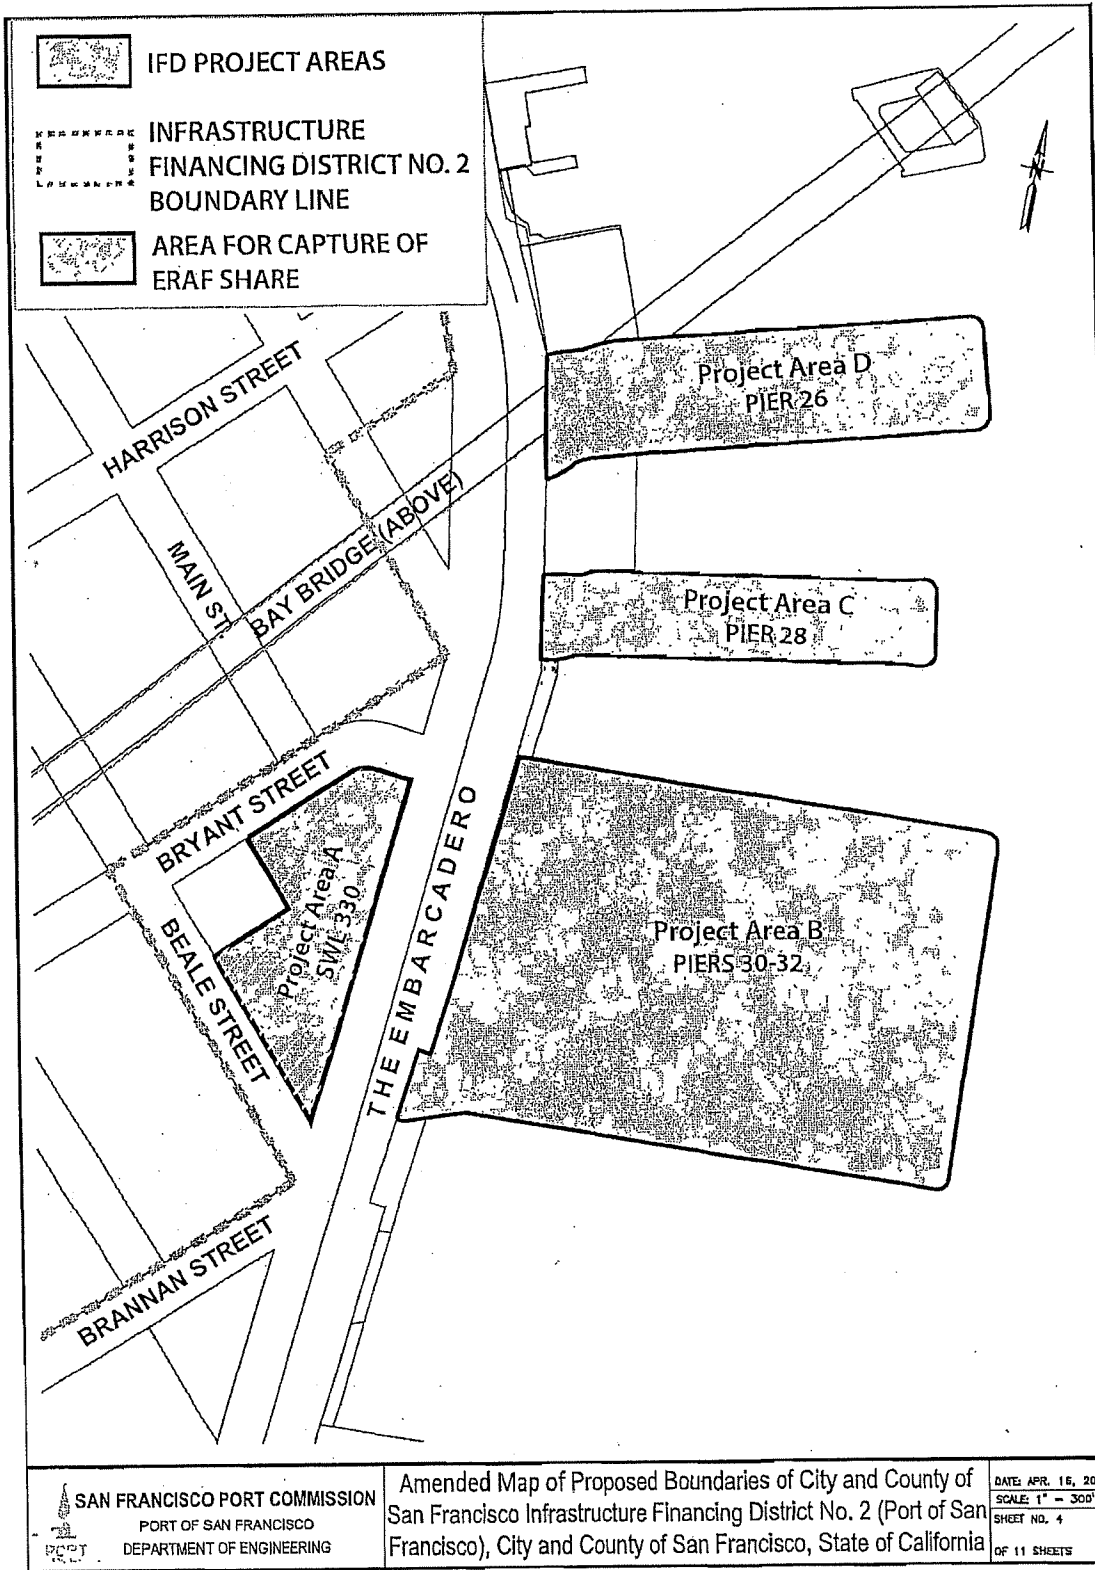 IFD PROJECT AREAS
INFRASTRUCTURE
FINANCING DISTRICT NO. 2
BOUNDARY LINE
AREA FOR CAPTURE OF
ERAF SHARE
N
HARRISON STREET
MAIN ST.
BAY BRIDGE (ABOVE)
Project Area D
PIER 26
Project Area C
PIER 28
BRYANT STREET
Project Area A
SWL 330
BEALE STREET
THE EMBARCADERO
Project Area B
PIERS 30-32
BRANNAN STREET
PORT
SAN FRANCISCO PORT COMMISSION
PORT OF SAN FRANCISCO
DEPARTMENT OF ENGINEERING
Amended Map of Proposed Boundaries of City and County of
San Francisco Infrastructure Financing District No. 2 (Port of San
Francisco), City and County of San Francisco, State of California
DATE: APR. 16, 20
SCALE: 1" = 300'
SHEET NO. 4
OF 11 SHEETS